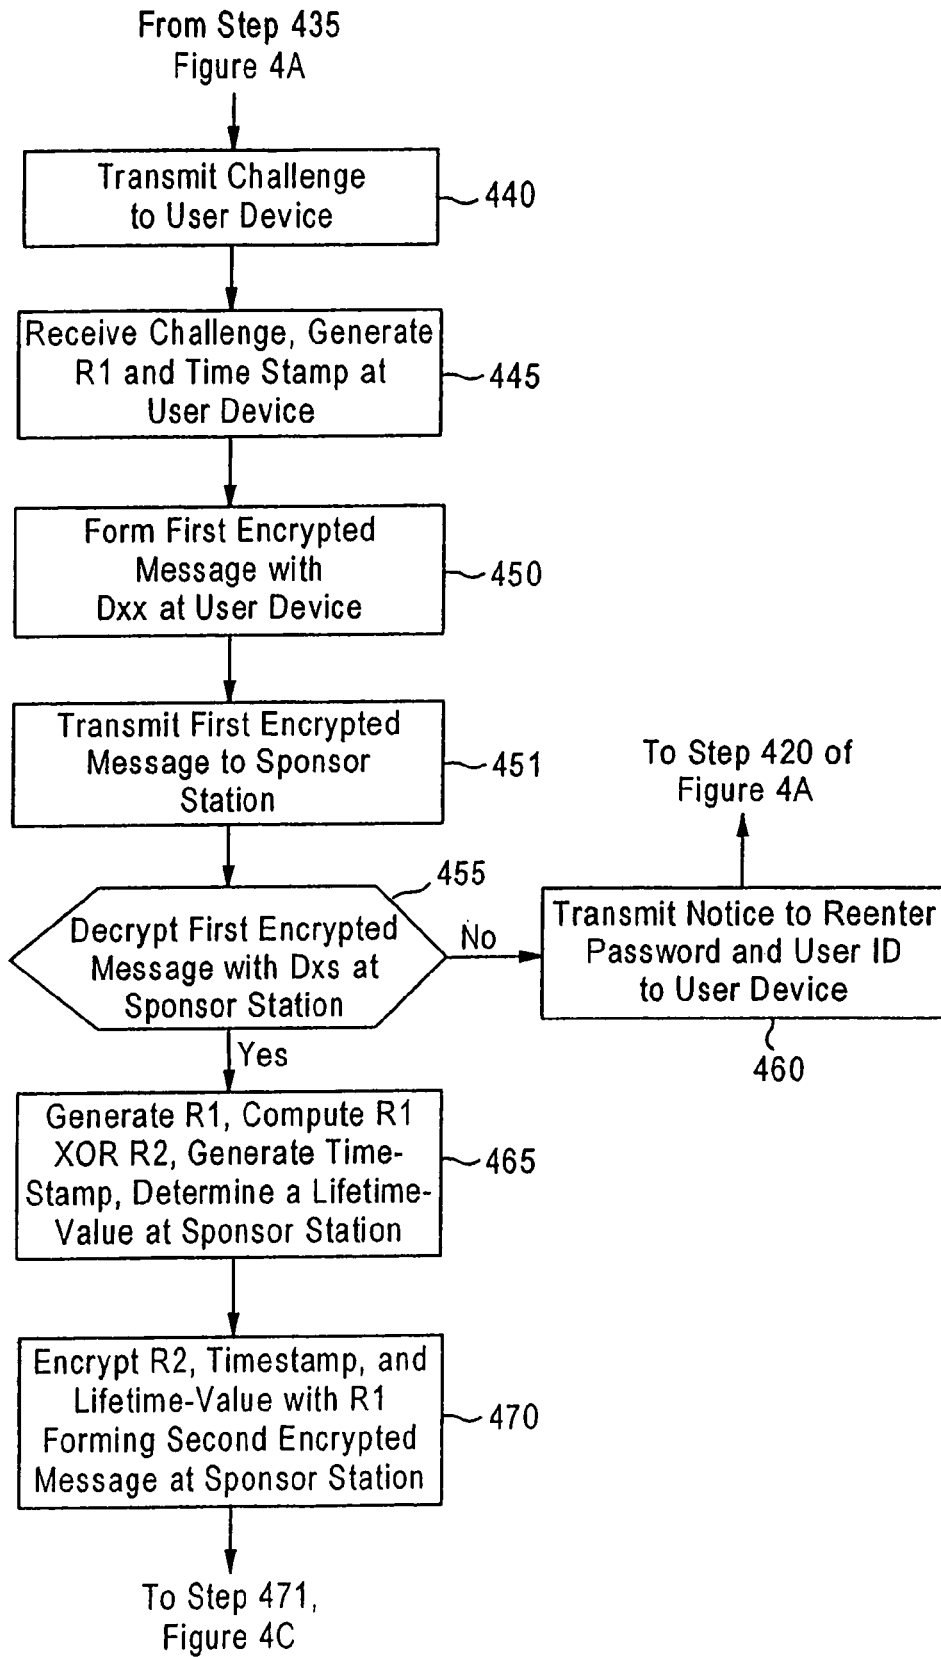 From Step 435
Figure 4A
Transmit Challenge
to User Device
440
Receive Challenge, Generate
R1 and Time Stamp at
User Device
445
Form First Encrypted
Message with
Dxx at User Device
450
Transmit First Encrypted
Message to Sponsor
Station
451
To Step 420 of
Figure 4A
455
Decrypt First Encrypted
Message with Dxs at
Sponsor Station
No
Transmit Notice to Reenter
Password and User ID
to User Device
460
Yes
Generate R1, Compute R1
XOR R2, Generate Time-
Stamp, Determine a Lifetime-
Value at Sponsor Station
465
Encrypt R2, Timestamp, and
Lifetime-Value with R1
Forming Second Encrypted
Message at Sponsor Station
470
To Step 471,
Figure 4C